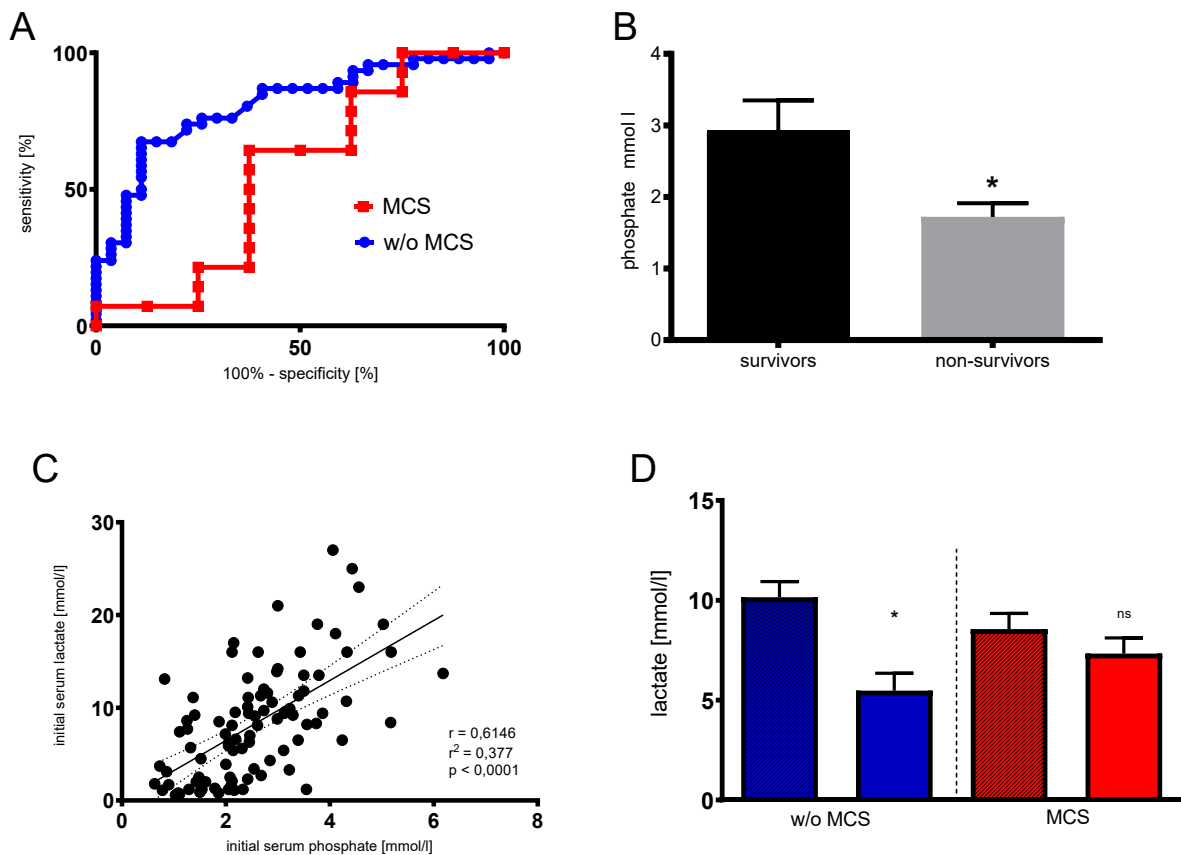 A
100
50
0
0
50
100
sensitivity [%]
100% - specificity [%]
MCS
w/o MCS
B
4
3
2
1
0
phosphate mmol l
*
survivors
non-survivors
C
30
20
10
0
0
2
4
6
8
initial serum lactate [mmol/l]
initial serum phosphate [mmol/l]
r = 0,6146
r² = 0,377
p < 0,0001
D
15
10
5
0
lactate [mmol/l]
*
ns
w/o MCS
MCS